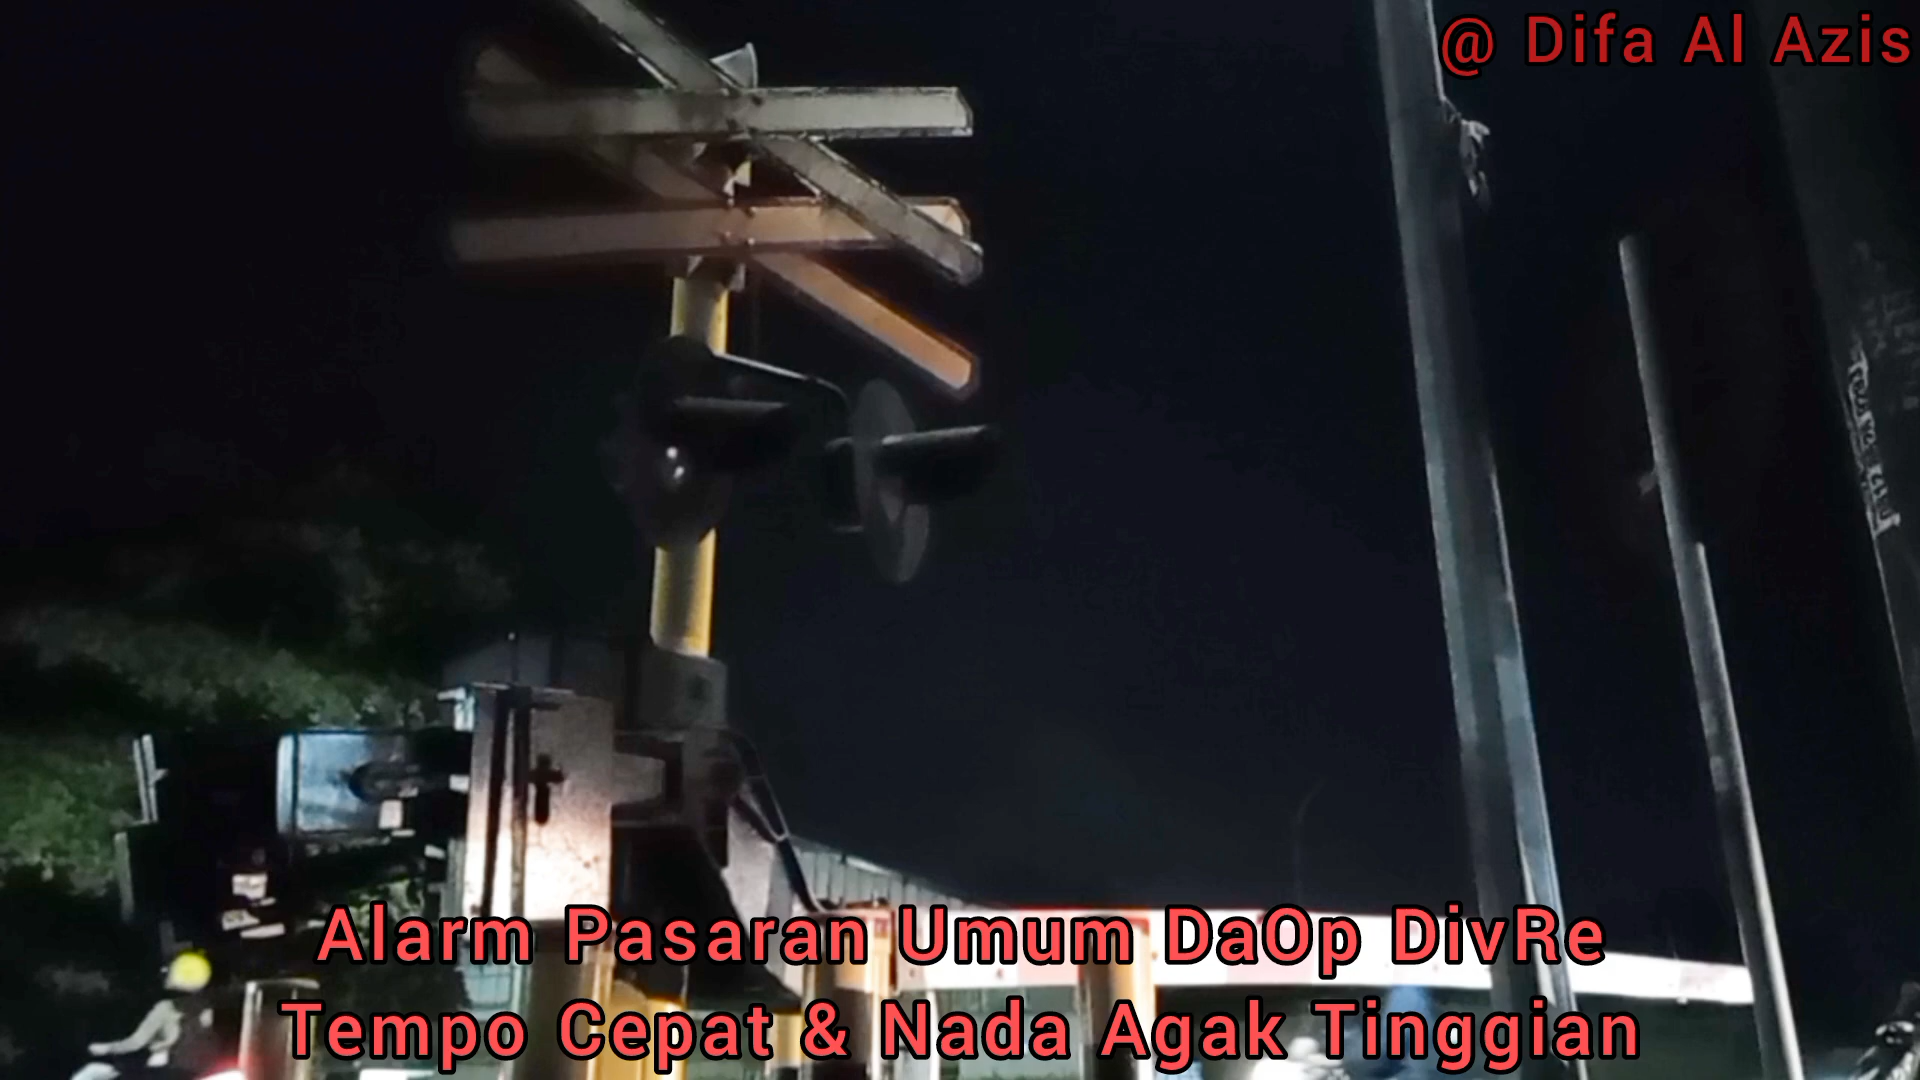 @ Difa Al Azis
Alarm Pasaran Umum DaOp DivRe
Tempo Cepat & Nada Agak Tinggian